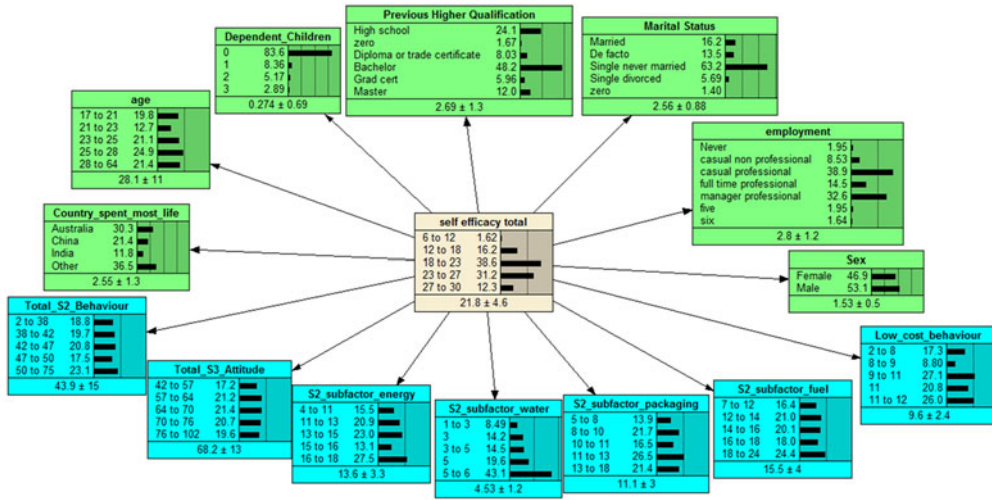 Previous Higher Qualification
High school 24.1
zero 1.67
Diploma or trade certificate 8.03
Bachelor 48.2
Grad cert 5.96
Master 12.0
2.69 ± 1.3
Marital Status
Married 16.2
De facto 13.5
Single never married 63.2
Single divorced 5.69
zero 1.40
2.56 ± 0.88
Dependent_Children
0 83.6
1 8.36
2 5.17
3 2.89
0.274 ± 0.69
age
17 to 21 19.8
21 to 23 12.7
23 to 25 21.1
25 to 28 24.9
28 to 64 21.4
28.1 ± 11
employment
Never 1.95
casual non professional 8.53
casual professional 38.9
full time professional 14.5
manager professional 32.6
five 1.95
six 1.64
2.8 ± 1.2
Country_spent_most_life
Australia 30.3
China 21.4
India 11.8
Other 36.5
2.55 ± 1.3
self efficacy total
6 to 12 1.62
12 to 18 16.2
18 to 23 38.6
23 to 27 31.2
27 to 30 12.3
21.8 ± 4.6
Sex
Female 46.9
Male 53.1
1.53 ± 0.5
Total_S2_Behaviour
2 to 38 18.8
38 to 42 19.7
42 to 47 20.8
47 to 50 17.5
50 to 75 23.1
43.9 ± 15
Total_S3_Attitude
42 to 57 17.2
57 to 64 21.2
64 to 70 21.4
70 to 76 20.7
76 to 102 19.6
68.2 ± 13
S2_subfactor_energy
4 to 11 15.5
11 to 13 20.9
13 to 15 23.0
15 to 16 13.1
16 to 18 27.5
13.6 ± 3.3
S2_subfactor_water
1 to 3 8.49
3 14.2
3 to 5 14.5
5 19.6
5 to 6 43.1
4.53 ± 1.2
S2_subfactor_packaging
5 to 8 13.9
8 to 10 21.7
10 to 11 16.5
11 to 13 26.5
13 to 18 21.4
11.1 ± 3
S2_subfactor_fuel
7 to 12 16.4
12 to 14 21.0
14 to 16 20.1
16 to 18 18.0
18 to 24 24.4
15.5 ± 4
Low_cost_behaviour
2 to 8 17.3
8 to 9 8.80
9 to 11 27.1
11 20.8
11 to 12 26.0
9.6 ± 2.4